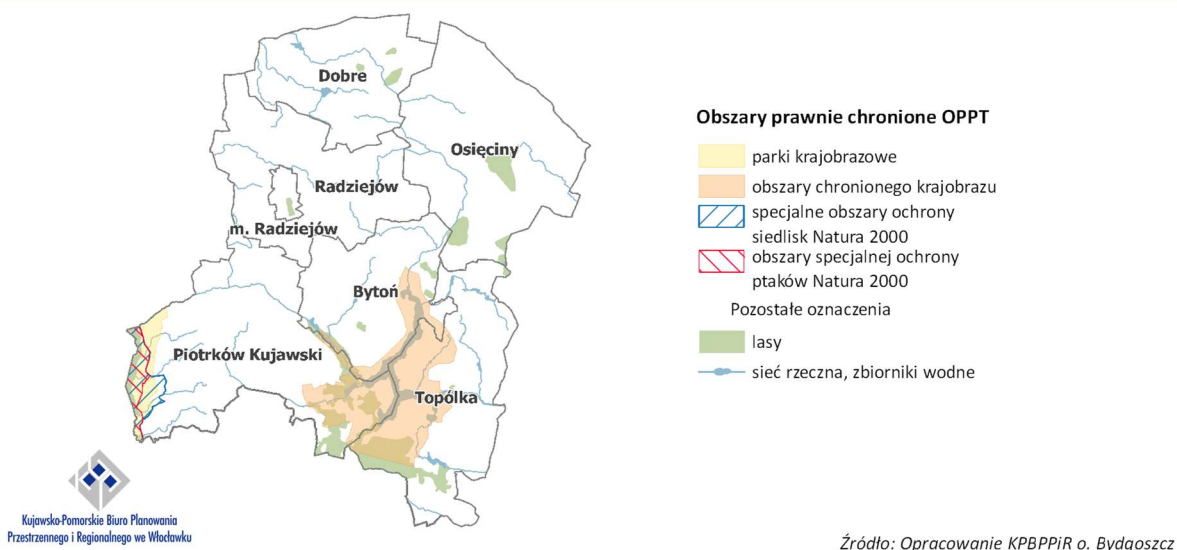 Dobre
Osięciny
Radziejów
m. Radziejów
Bytoń
Piotrków Kujawski
Topólka
Obszary prawnie chronione OPPT
parki krajobrazowe
obszary chronionego krajobrazu
specjalne obszary ochrony
siedlisk Natura 2000
obszary specjalnej ochrony
ptaków Natura 2000
Pozostałe oznaczenia
lasy
sieć rzeczna, zbiorniki wodne
Kujawsko-Pomorskie Biuro Planowania
Przestrzennego i Regionalnego we Włocławku
Źródło: Opracowanie KPBPPiR o. Bydgoszcz